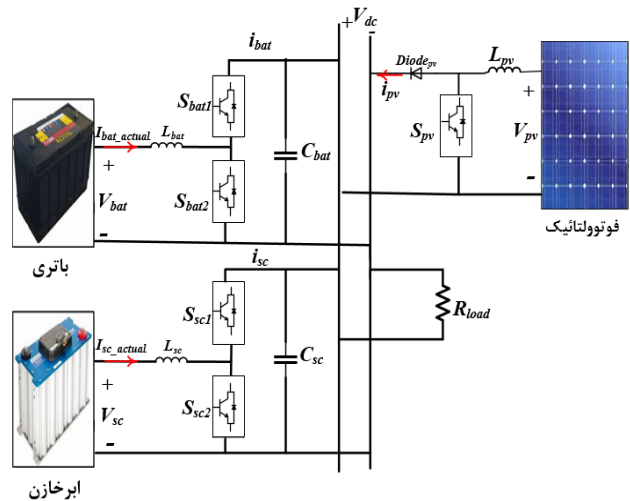 i_bat
+ V_dc -
S_bat1
I_bat_actual
L_bat
+
V_bat
-
S_bat2
C_bat
باتری
Diode_pv
L_pv
i_pv
S_pv
+
V_pv
-
فوتوولتائیک
i_sc
S_sc1
I_sc_actual
L_sc
+
V_sc
-
S_sc2
C_sc
R_load
ابرخازن